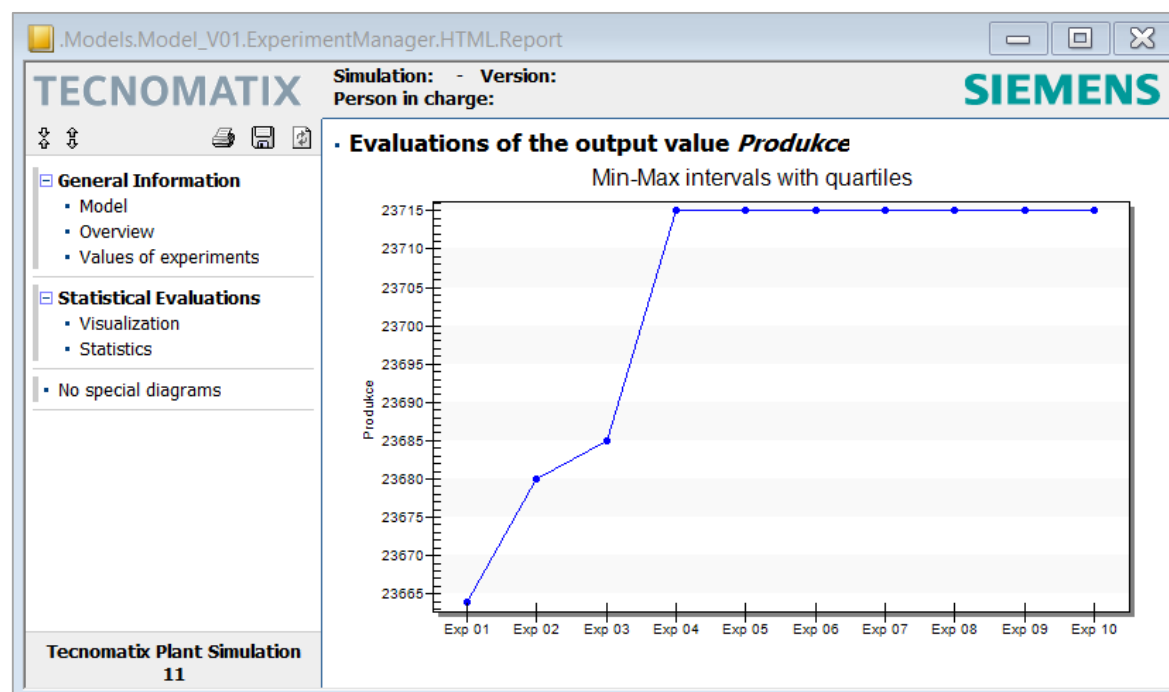 .Models.Model_V01.ExperimentManager.HTML.Report
TECNOMATIX
Simulation: - Version:
Person in charge:
SIEMENS
General Information
Model
Overview
Values of experiments
Statistical Evaluations
Visualization
Statistics
No special diagrams
Tecnomatix Plant Simulation
11
Evaluations of the output value Produkce
Min-Max intervals with quartiles
Produkce
23715
23710
23705
23700
23695
23690
23685
23680
23675
23670
23665
Exp 01 Exp 02 Exp 03 Exp 04 Exp 05 Exp 06 Exp 07 Exp 08 Exp 09 Exp 10